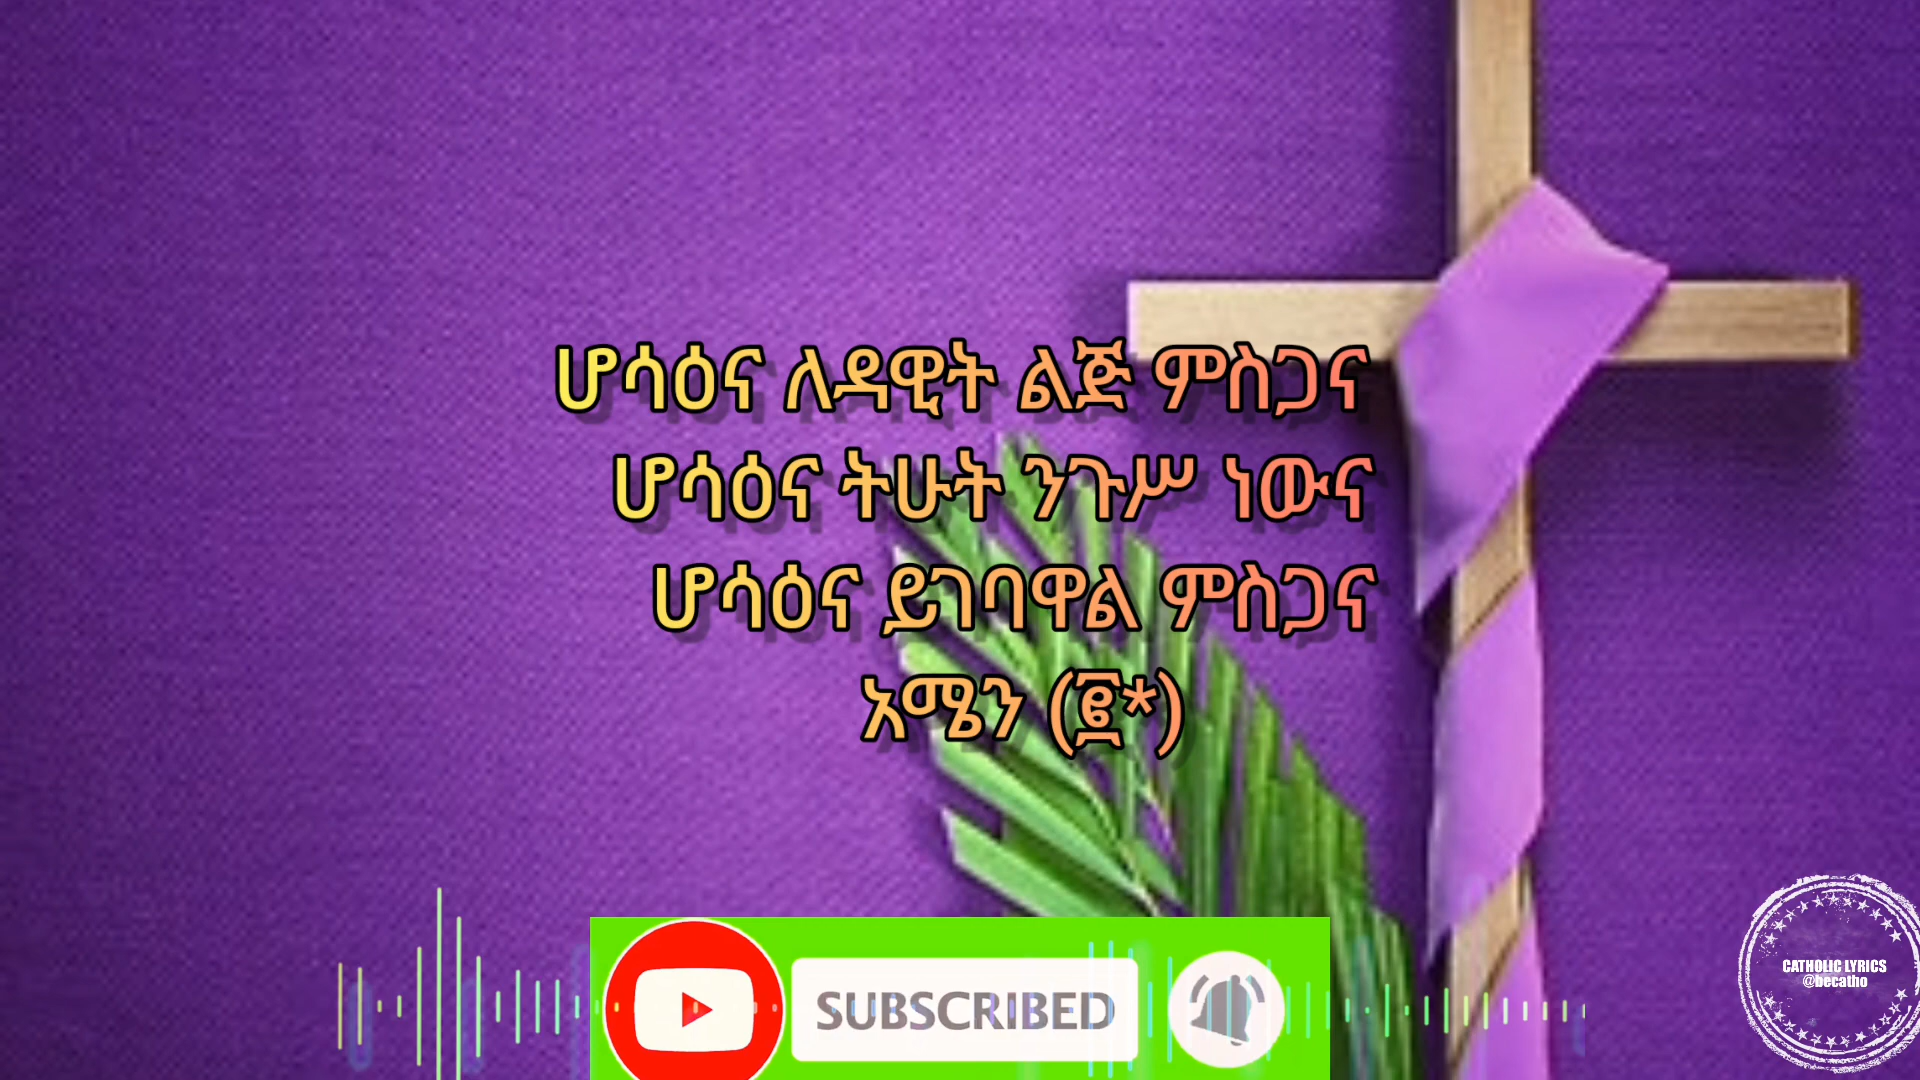 ሆሳዕና ለዳዊት ልጅ ምስጋና
ሆሳዕና ትሁት ንጉሥ ነውና
ሆሳዕና ይገባዋል ምስጋና
አሜን (፪*)
SUBSCRIBED
CATHOLIC LYRICS
@becatho